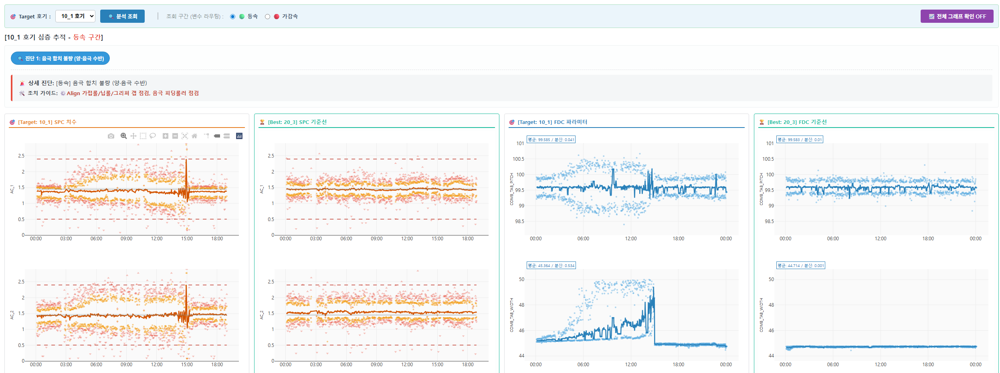 Target 호기 : 10_1 호기 분석 조회 조회 구간 (변수 라우팅) : 등속 가감속 전체 그래프 확인 OFF
[10_1 호기 심층 추적 - 등속 구간]
진단 1: 음극 합치 불량 (양·음극 수반)
상세 진단: [등속] 음극 합치 불량 (양·음극 수반)
조치 가이드: Align 가접롤/닙롤/그리퍼 갭 점검, 음극 피딩롤러 점검
[Target: 10_1] SPC 치수
2.5
2
1.5
1
0.5
0
AC_1
00:00 03:00 06:00 09:00 12:00 15:00 18:00
2.5
2
1.5
1
0.5
0
AC_2
00:00 03:00 06:00 09:00 12:00 15:00 18:00
[Best: 20_3] SPC 기준선
2.5
2
1.5
1
0.5
0
AC_1
00:00 03:00 06:00 09:00 12:00 15:00 18:00
2.5
2
1.5
1
0.5
0
AC_2
00:00 03:00 06:00 09:00 12:00 15:00 18:00
[Target: 10_1] FDC 파라미터
평균: 99.585 / 분산: 0.041
101
100.5
100
99.5
99
98.5
COMB_TAB_PITCH
00:00 06:00 12:00 18:00 00:00
평균: 45.364 / 분산: 0.534
50
48
46
44
COMB_TAB_WIDTH
00:00 06:00 12:00 18:00 00:00
[Best: 20_3] FDC 기준선
평균: 99.583 / 분산: 0.01
101
100.5
100
99.5
99
98.5
COMB_TAB_PITCH
00:00 06:00 12:00 18:00 00:00
평균: 44.714 / 분산: 0.001
50
48
46
44
COMB_TAB_WIDTH
00:00 06:00 12:00 18:00 00:00